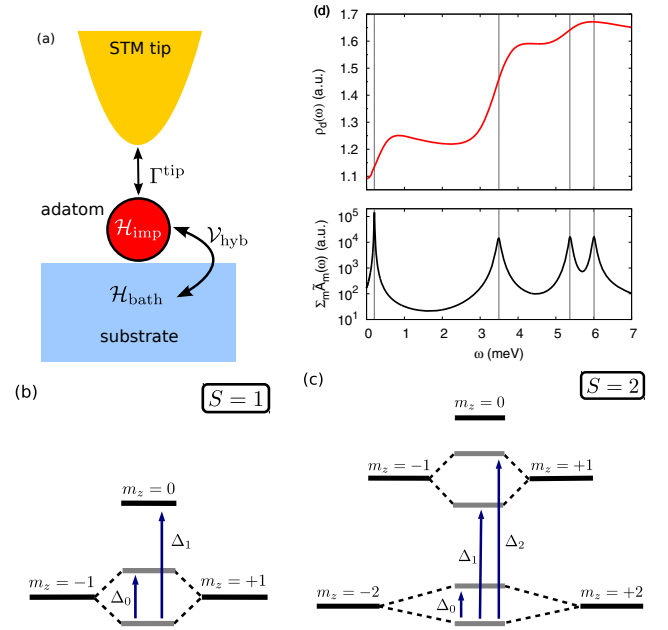 (a)
STM tip
Γ^tip
adatom
ℋ_imp
𝒱_hyb
ℋ_bath
substrate
(d)
ρ_d(ω) (a.u.)
1.7
1.6
1.5
1.4
1.3
1.2
1.1
Σ_mÃ_m(ω) (a.u.)
10^5
10^4
10^3
10^2
10^1
0 1 2 3 4 5 6 7
ω (meV)
(b)
S = 1
m_z = 0
Δ_1
m_z = -1
Δ_0
m_z = +1
(c)
S = 2
m_z = 0
m_z = -1
m_z = +1
Δ_1
Δ_2
m_z = -2
Δ_0
m_z = +2